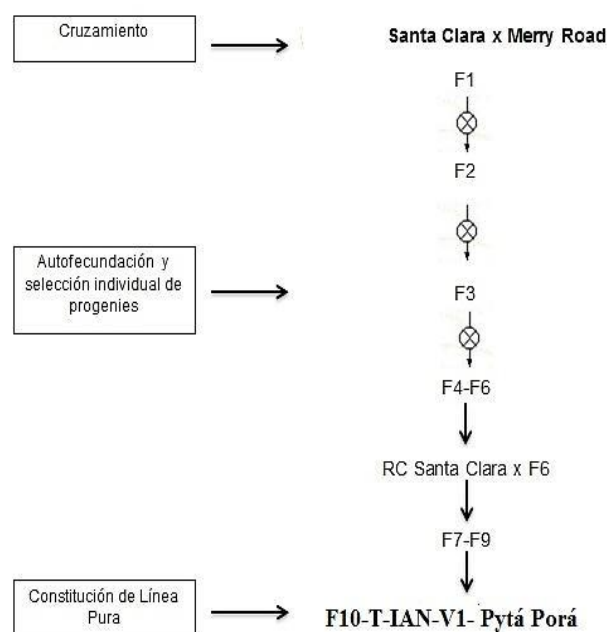 Cruzamiento
Santa Clara x Merry Road
F1
F2
Autofecundación y
selección individual de
progenies
F3
F4-F6
RC Santa Clara x F6
F7-F9
Constitución de Línea
Pura
F10-T-IAN-V1- Pytá Porá